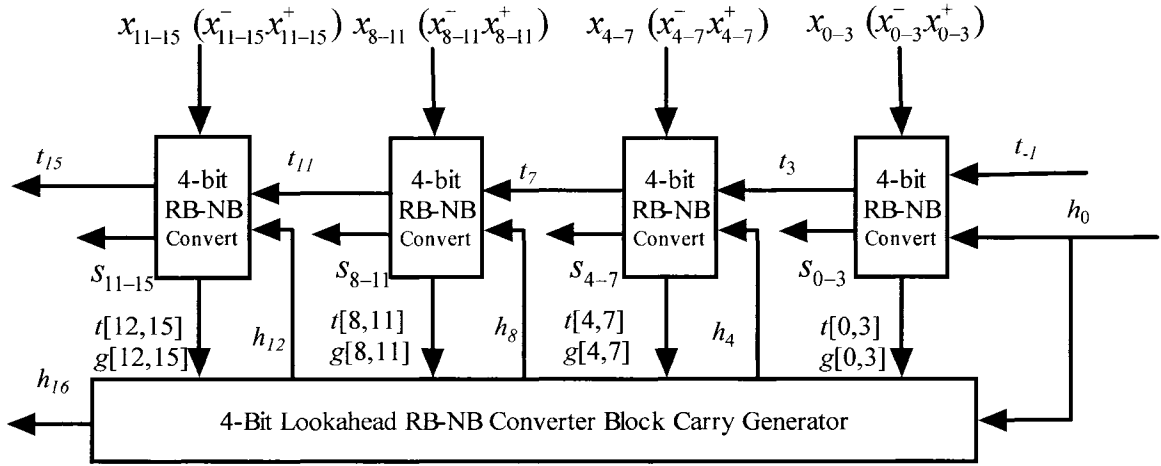 x11–15 (x⁻11–15 x⁺11–15) x8–11 (x⁻8–11 x⁺8–11) x4–7 (x⁻4–7 x⁺4–7) x0–3 (x⁻0–3 x⁺0–3)
t15
4-bit
RB-NB
Convert
t11
4-bit
RB-NB
Convert
t7
4-bit
RB-NB
Convert
t3
4-bit
RB-NB
Convert
t-1
h0
s11–15
s8–11
s4–7
s0–3
t[12,15]
g[12,15]
h12
t[8,11]
g[8,11]
h8
t[4,7]
g[4,7]
h4
t[0,3]
g[0,3]
h16
4-Bit Lookahead RB-NB Converter Block Carry Generator